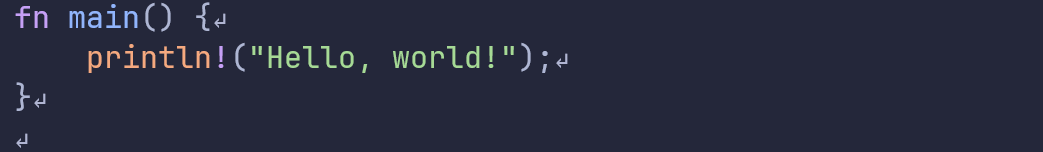 fn main() {↵
    println!("Hello, world!");↵
}↵
↵